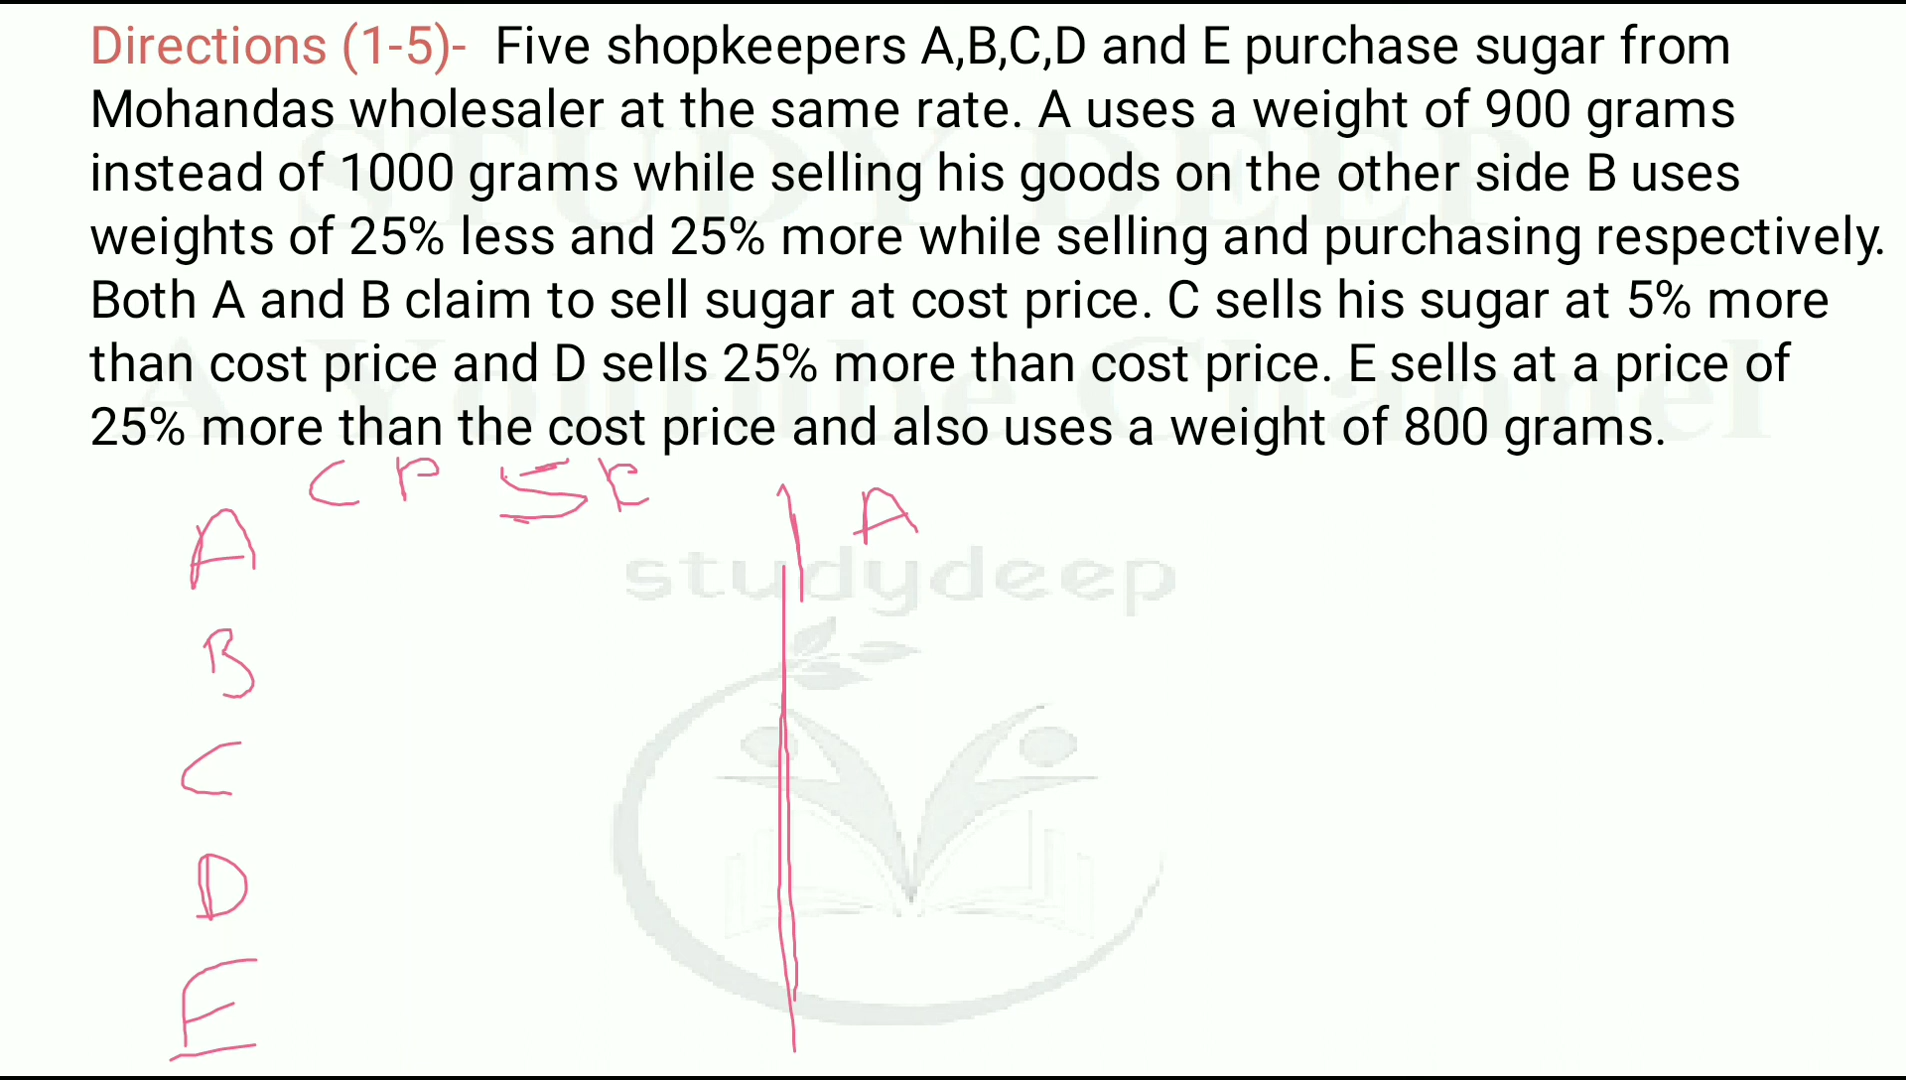 Directions (1-5)- Five shopkeepers A,B,C,D and E purchase sugar from
Mohandas wholesaler at the same rate. A uses a weight of 900 grams
instead of 1000 grams while selling his goods on the other side B uses
weights of 25% less and 25% more while selling and purchasing respectively.
Both A and B claim to sell sugar at cost price. C sells his sugar at 5% more
than cost price and D sells 25% more than cost price. E sells at a price of
25% more than the cost price and also uses a weight of 800 grams.
STUDY DEEP
A Youtube Channel
CP SP
A
A
studydeep
B
C
D
E